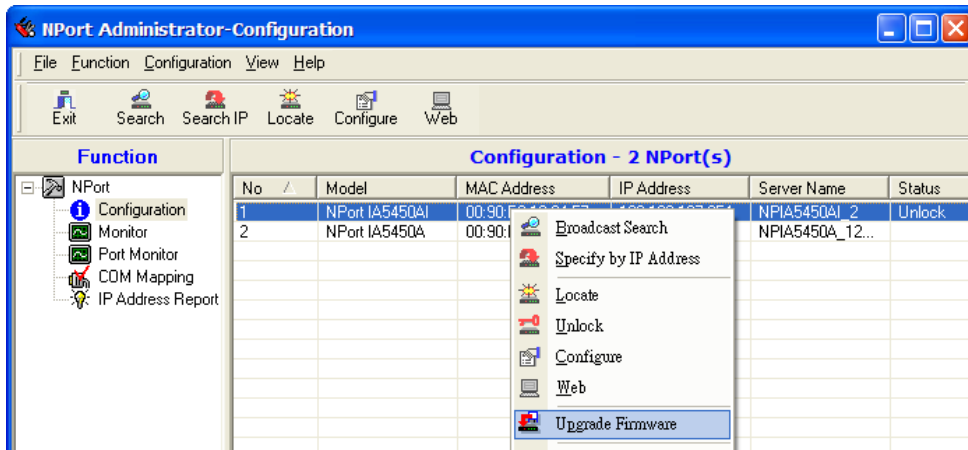 NPort Administrator-Configuration
File Function Configuration View Help
Exit Search Search IP Locate Configure Web
Function
Configuration - 2 NPort(s)
NPort
Configuration
Monitor
Port Monitor
COM Mapping
IP Address Report
No Model MAC Address IP Address Server Name Status
1 NPort IA5450AI NPIA5450AI_2 Unlock
2 NPort IA5450A 00:90: NPIA5450A_12...
Broadcast Search
Specify by IP Address
Locate
Unlock
Configure
Web
Upgrade Firmware